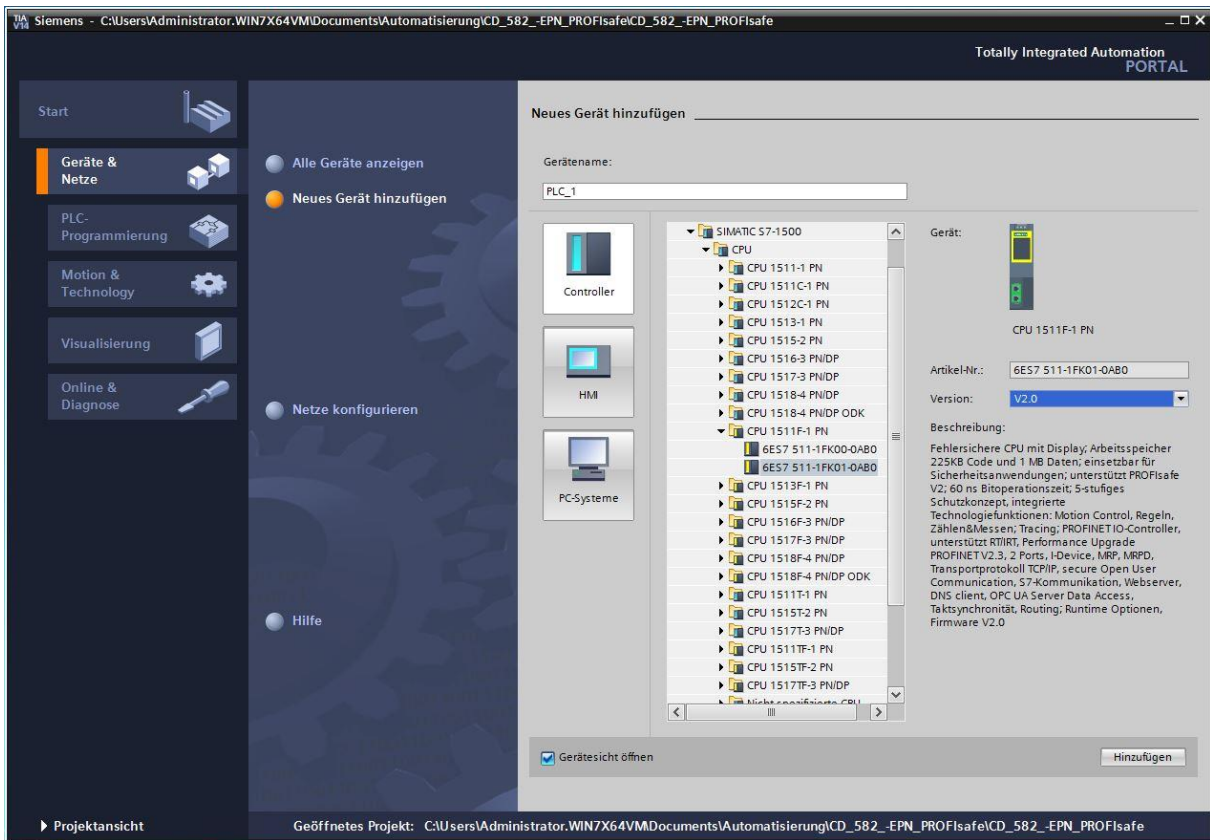 TIA
V14
Siemens - C:\Users\Administrator.WIN7X64VM\Documents\Automatisierung\CD_582_-EPN_PROFIsafe\CD_582_-EPN_PROFIsafe
Totally Integrated Automation
PORTAL
Start
Geräte &
Netze
PLC-
Programmierung
Motion &
Technology
Visualisierung
Online &
Diagnose
Alle Geräte anzeigen
Neues Gerät hinzufügen
Netze konfigurieren
Hilfe
Neues Gerät hinzufügen
Gerätename:
PLC_1
Controller
HMI
PC-Systeme
SIMATIC S7-1500
CPU
CPU 1511-1 PN
CPU 1511C-1 PN
CPU 1512C-1 PN
CPU 1513-1 PN
CPU 1515-2 PN
CPU 1516-3 PN/DP
CPU 1517-3 PN/DP
CPU 1518-4 PN/DP
CPU 1518-4 PN/DP ODK
CPU 1511F-1 PN
6ES7 511-1FK00-0AB0
6ES7 511-1FK01-0AB0
CPU 1513F-1 PN
CPU 1515F-2 PN
CPU 1516F-3 PN/DP
CPU 1517F-3 PN/DP
CPU 1518F-4 PN/DP
CPU 1518F-4 PN/DP ODK
CPU 1511T-1 PN
CPU 1515T-2 PN
CPU 1517T-3 PN/DP
CPU 1511TF-1 PN
CPU 1515TF-2 PN
CPU 1517TF-3 PN/DP
Nicht spezifizierte CPU
Gerät:
CPU 1511F-1 PN
Artikel-Nr.:
6ES7 511-1FK01-0AB0
Version:
V2.0
Beschreibung:
Fehlersichere CPU mit Display; Arbeitsspeicher
225KB Code und 1 MB Daten; einsetzbar für
Sicherheitsanwendungen; unterstützt PROFIsafe
V2; 60 ns Bitoperationszeit; 5-stufiges
Schutzkonzept, integrierte
Technologiefunktionen: Motion Control, Regeln,
Zählen&Messen; Tracing; PROFINET IO-Controller,
unterstützt RT/IRT, Performance Upgrade
PROFINET V2.3, 2 Ports, I-Device, MRP, MRPD,
Transportprotokoll TCP/IP, secure Open User
Communication, S7-Kommunikation, Webserver,
DNS client, OPC UA Server Data Access,
Taktsynchronität, Routing; Runtime Optionen,
Firmware V2.0
Gerätesicht öffnen
Hinzufügen
Projektansicht
Geöffnetes Projekt: C:\Users\Administrator.WIN7X64VM\Documents\Automatisierung\CD_582_-EPN_PROFIsafe\CD_582_-EPN_PROFIsafe